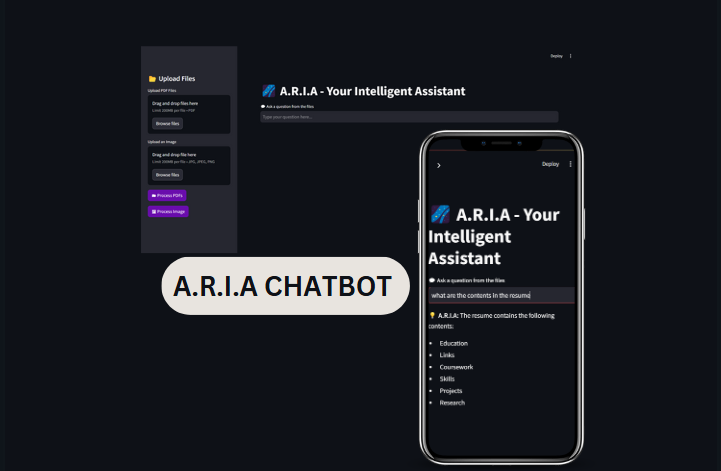 Upload Files
Upload PDF Files
Drag and drop files here
Limit 200MB per file • PDF
Browse files
Upload an Image
Drag and drop file here
Limit 200MB per file • JPG, JPEG, PNG
Browse files
Process PDFs
Process Image
Deploy
A.R.I.A - Your Intelligent Assistant
Ask a question from the files
Type your question here...
A.R.I.A CHATBOT
Deploy
A.R.I.A - Your
Intelligent
Assistant
Ask a question from the files
what are the contents in the resume
A.R.I.A: The resume contains the following
contents:
Education
Links
Coursework
Skills
Projects
Research